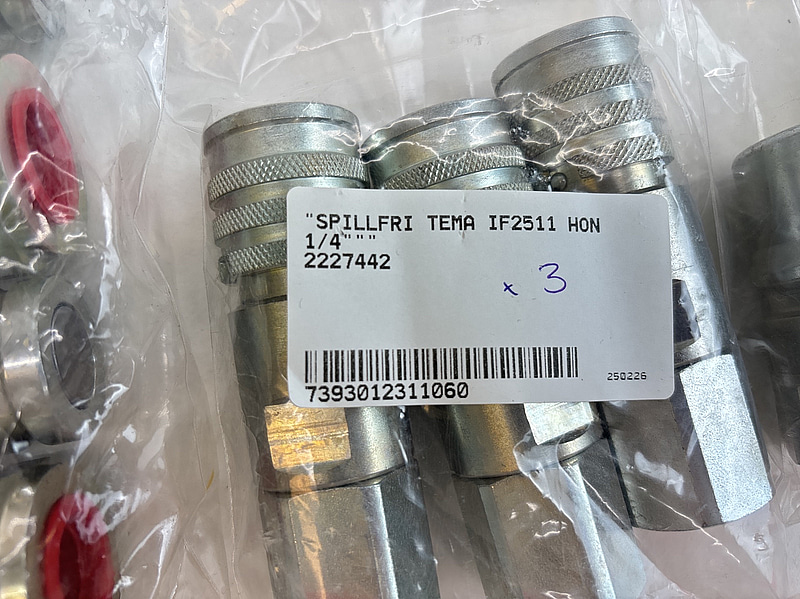 "SPILLFRI TEMA IF2511 HON
1/4"""
2227442
x 3
7393012311060
250226